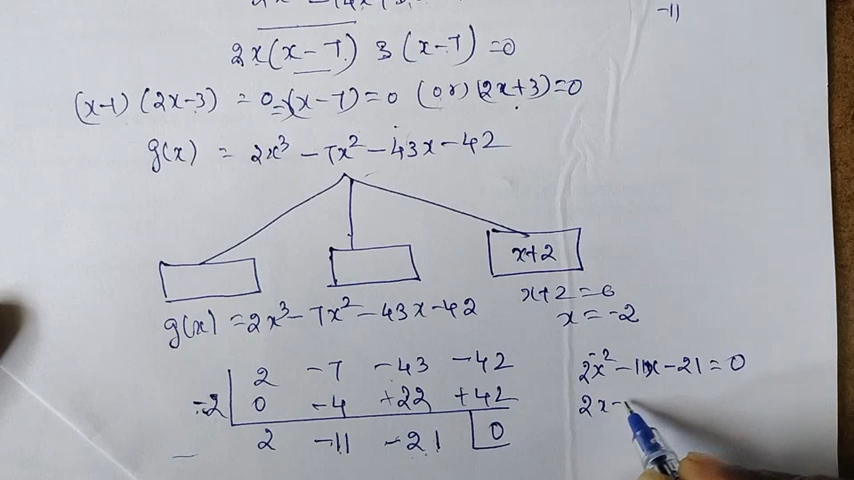 -11
2x(x-7) 3(x-7)=0
(x-1) (2x-3) = 0 (x-7)=0 (or) (2x+3)=0
g(x) = 2x³ - 7x² - 43x - 42
x+2
x+2=0
x=-2
g(x) = 2x³ - 7x² - 43x - 42
2 -7 -43 -42
-2 0 -4 +22 +42
2 -11 -21 0
2x² - 11x - 21 = 0
2x -